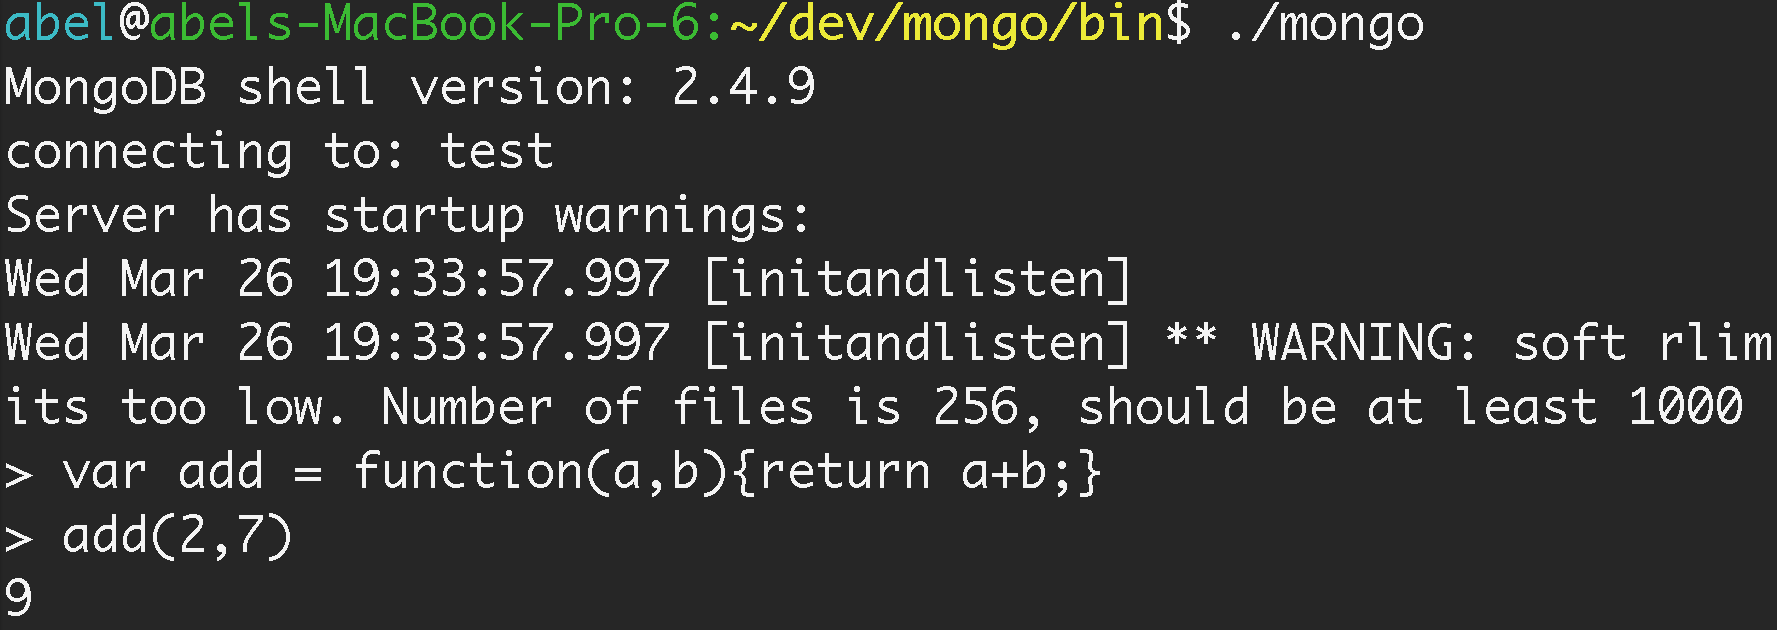 abel@abels-MacBook-Pro-6:~/dev/mongo/bin$ ./mongo
MongoDB shell version: 2.4.9
connecting to: test
Server has startup warnings:
Wed Mar 26 19:33:57.997 [initandlisten]
Wed Mar 26 19:33:57.997 [initandlisten] ** WARNING: soft rlim
its too low. Number of files is 256, should be at least 1000
> var add = function(a,b){return a+b;}
> add(2,7)
9